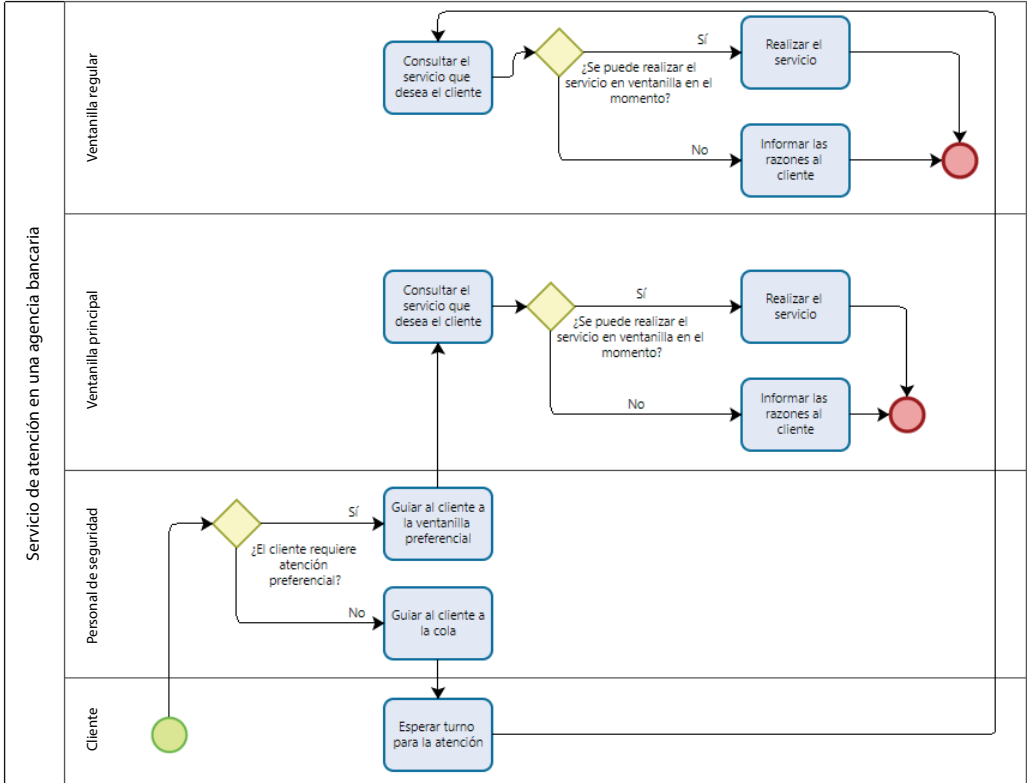 Servicio de atención en una agencia bancaria
Ventanilla regular
Consultar el
servicio que
desea el cliente
¿Se puede realizar el
servicio en ventanilla en el
momento?
Sí
Realizar el
servicio
No
Informar las
razones al
cliente
Ventanilla principal
Consultar el
servicio que
desea el cliente
¿Se puede realizar el
servicio en ventanilla en el
momento?
Sí
Realizar el
servicio
No
Informar las
razones al
cliente
Personal de seguridad
¿El cliente requiere
atención
preferencial?
Sí
Guiar al cliente a
la ventanilla
preferencial
No
Guiar al cliente a
la cola
Cliente
Esperar turno
para la atención